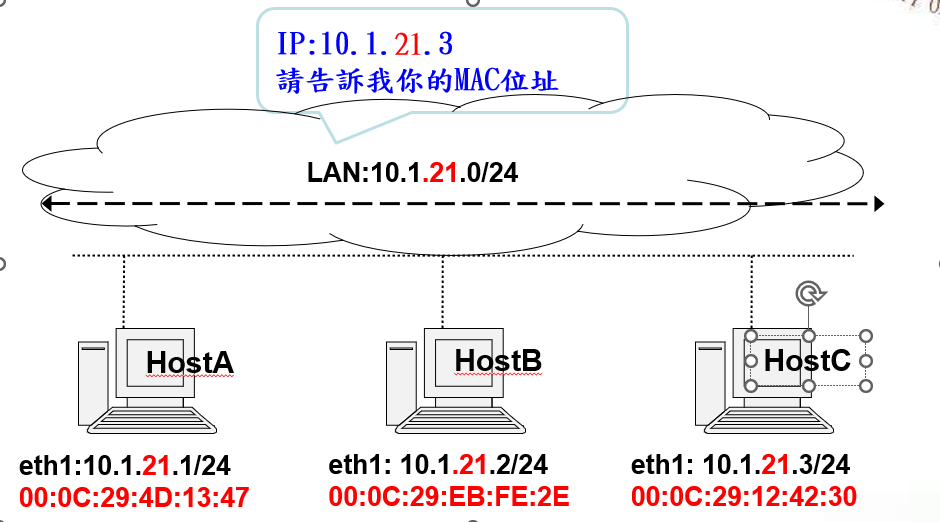 IP:10.1.21.3
請告訴我你的MAC位址
LAN:10.1.21.0/24
HostA
HostB
HostC
eth1:10.1.21.1/24
00:0C:29:4D:13:47
eth1: 10.1.21.2/24
00:0C:29:EB:FE:2E
eth1: 10.1.21.3/24
00:0C:29:12:42:30